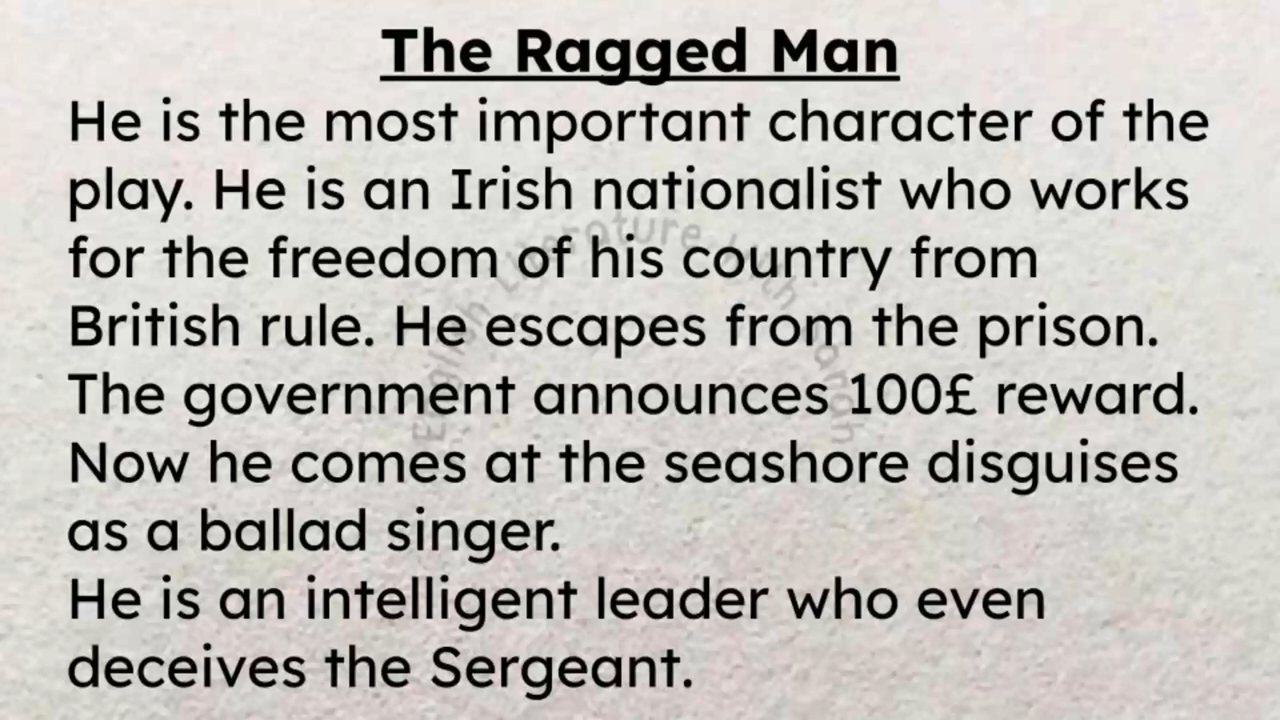 The Ragged Man
He is the most important character of the
play. He is an Irish nationalist who works
for the freedom of his country from
British rule. He escapes from the prison.
The government announces 100£ reward.
Now he comes at the seashore disguises
as a ballad singer.
He is an intelligent leader who even
deceives the Sergeant.
English Literature with